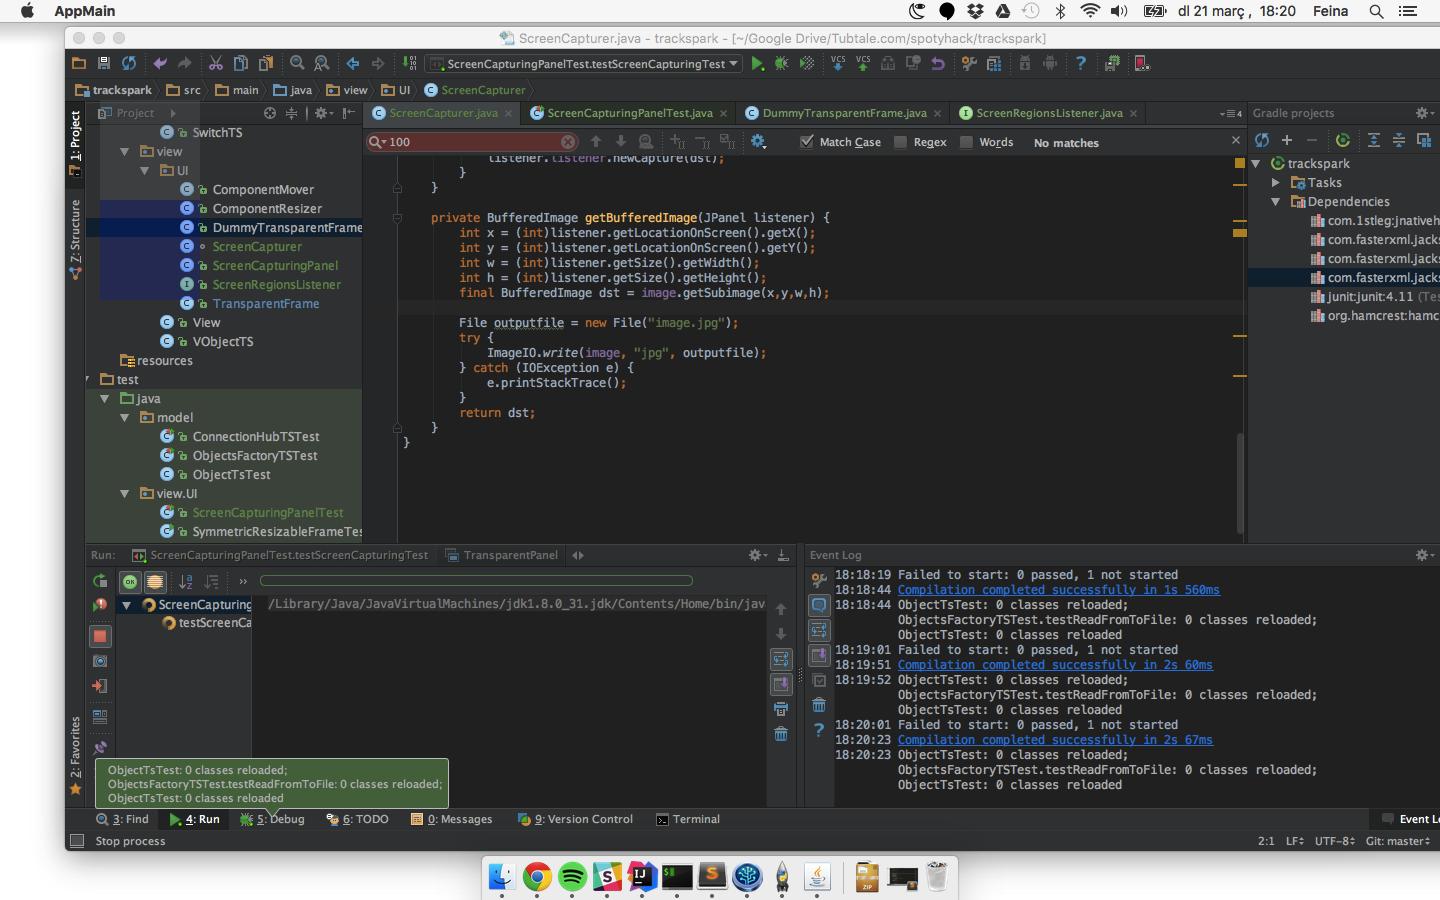 AppMain
dl 21 març , 18:20 Feina
ScreenCapturer.java - trackspark - [~/Google Drive/Tubtale.com/spotyhack/trackspark]
ScreenCapturingPanelTest.testScreenCapturingTest
trackspark src main java view UI ScreenCapturer
1: Project
Z: Structure
2: Favorites
Project
SwitchTS
view
UI
ComponentMover
ComponentResizer
DummyTransparentFrame
ScreenCapturer
ScreenCapturingPanel
ScreenRegionsListener
TransparentFrame
View
VObjectTS
resources
test
java
model
ConnectionHubTSTest
ObjectsFactoryTSTest
ObjectTsTest
view.UI
ScreenCapturingPanelTest
SymmetricResizableFrameTes
ScreenCapturer.java ScreenCapturingPanelTest.java DummyTransparentFrame.java ScreenRegionsListener.java
100 Match Case Regex Words No matches
listener.listener.newCapture(dst);
}
}
private BufferedImage getBufferedImage(JPanel listener) {
int x = (int)listener.getLocationOnScreen().getX();
int y = (int)listener.getLocationOnScreen().getY();
int w = (int)listener.getSize().getWidth();
int h = (int)listener.getSize().getHeight();
final BufferedImage dst = image.getSubimage(x,y,w,h);
File outputfile = new File("image.jpg");
try {
ImageIO.write(image, "jpg", outputfile);
} catch (IOException e) {
e.printStackTrace();
}
return dst;
}
}
Gradle projects
trackspark
Tasks
Dependencies
com.1stleg:jnativeh
com.fasterxml.jacks
com.fasterxml.jacks
com.fasterxml.jacks
junit:junit:4.11 (Tes
org.hamcrest:hamc
Run: ScreenCapturingPanelTest.testScreenCapturingTest TransparentPanel
ScreenCapturing
testScreenCa
/Library/Java/JavaVirtualMachines/jdk1.8.0_31.jdk/Contents/Home/bin/jav
Event Log
18:18:19 Failed to start: 0 passed, 1 not started
18:18:44 Compilation completed successfully in 1s 560ms
18:18:44 ObjectTsTest: 0 classes reloaded;
ObjectsFactoryTSTest.testReadFromToFile: 0 classes reloaded;
ObjectTsTest: 0 classes reloaded
18:19:01 Failed to start: 0 passed, 1 not started
18:19:51 Compilation completed successfully in 2s 60ms
18:19:52 ObjectTsTest: 0 classes reloaded;
ObjectsFactoryTSTest.testReadFromToFile: 0 classes reloaded;
ObjectTsTest: 0 classes reloaded
18:20:01 Failed to start: 0 passed, 1 not started
18:20:23 Compilation completed successfully in 2s 67ms
18:20:23 ObjectTsTest: 0 classes reloaded;
ObjectsFactoryTSTest.testReadFromToFile: 0 classes reloaded;
ObjectTsTest: 0 classes reloaded
ObjectTsTest: 0 classes reloaded;
ObjectsFactoryTSTest.testReadFromToFile: 0 classes reloaded;
ObjectTsTest: 0 classes reloaded
3: Find 4: Run 5: Debug 6: TODO 0: Messages 9: Version Control Terminal Event Lo
Stop process 2:1 LF UTF-8 Git: master